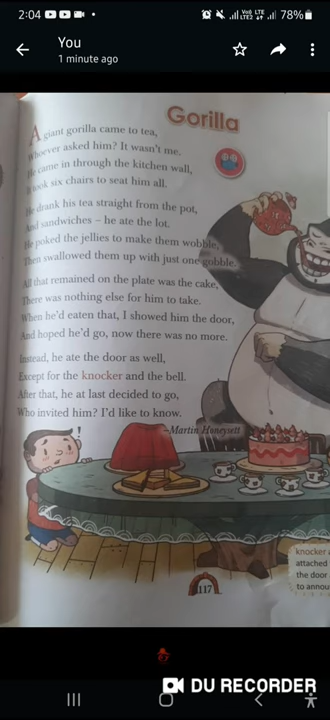 2:04
78%
You
1 minute ago
Gorilla
A giant gorilla came to tea,
Whoever asked him? It wasn't me.
He came in through the kitchen wall,
It took six chairs to seat him all.
He drank his tea straight from the pot,
And sandwiches – he ate the lot.
He poked the jellies to make them wobble,
Then swallowed them up with just one gobble.
All that remained on the plate was the cake,
There was nothing else for him to take.
When he'd eaten that, I showed him the door,
And hoped he'd go, now there was no more.
Instead, he ate the door as well,
Except for the knocker and the bell.
After that, he at last decided to go,
Who invited him? I'd like to know.
–Martin Honeysett
!
knocker
attached
the door
to annou
117
DU RECORDER